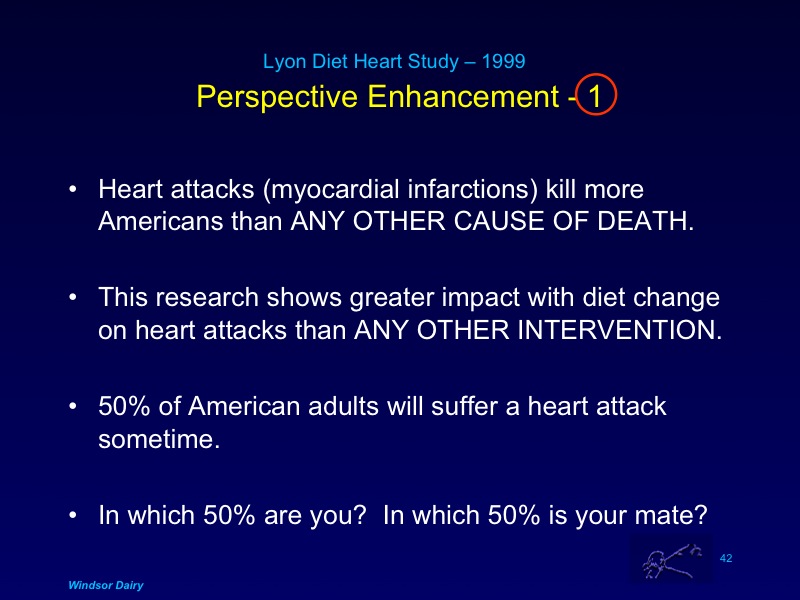 Lyon Diet Heart Study – 1999
Perspective Enhancement - 1
• Heart attacks (myocardial infarctions) kill more
Americans than ANY OTHER CAUSE OF DEATH.
• This research shows greater impact with diet change
on heart attacks than ANY OTHER INTERVENTION.
• 50% of American adults will suffer a heart attack
sometime.
• In which 50% are you?  In which 50% is your mate?
42
Windsor Dairy